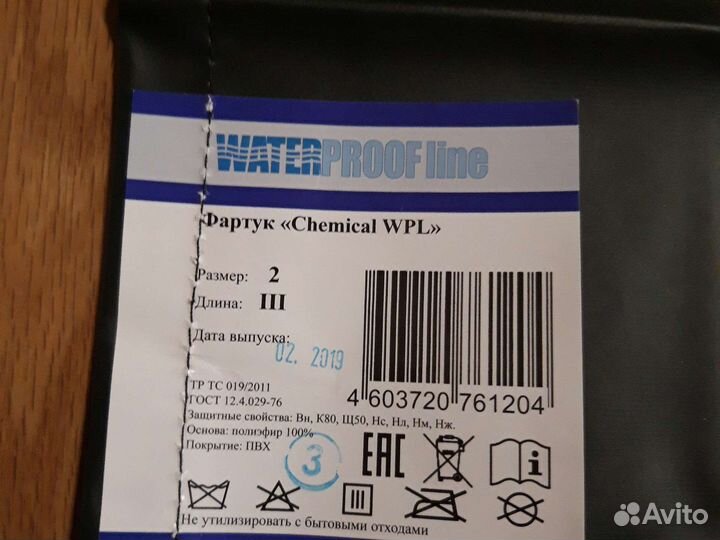 WATERPROOF line
Фартук «Chemical WPL»
Размер: 2
Длина: III
Дата выпуска: 02. 2019
4 603720 761204
ТР ТС 019/2011
ГОСТ 12.4.029-76
Защитные свойства: Вн, К80, Щ50, Нс, Нл, Нм, Нж.
Основа: полиэфир 100%
Покрытие: ПВХ
3
EAC
Не утилизировать с бытовыми отходами
Avito